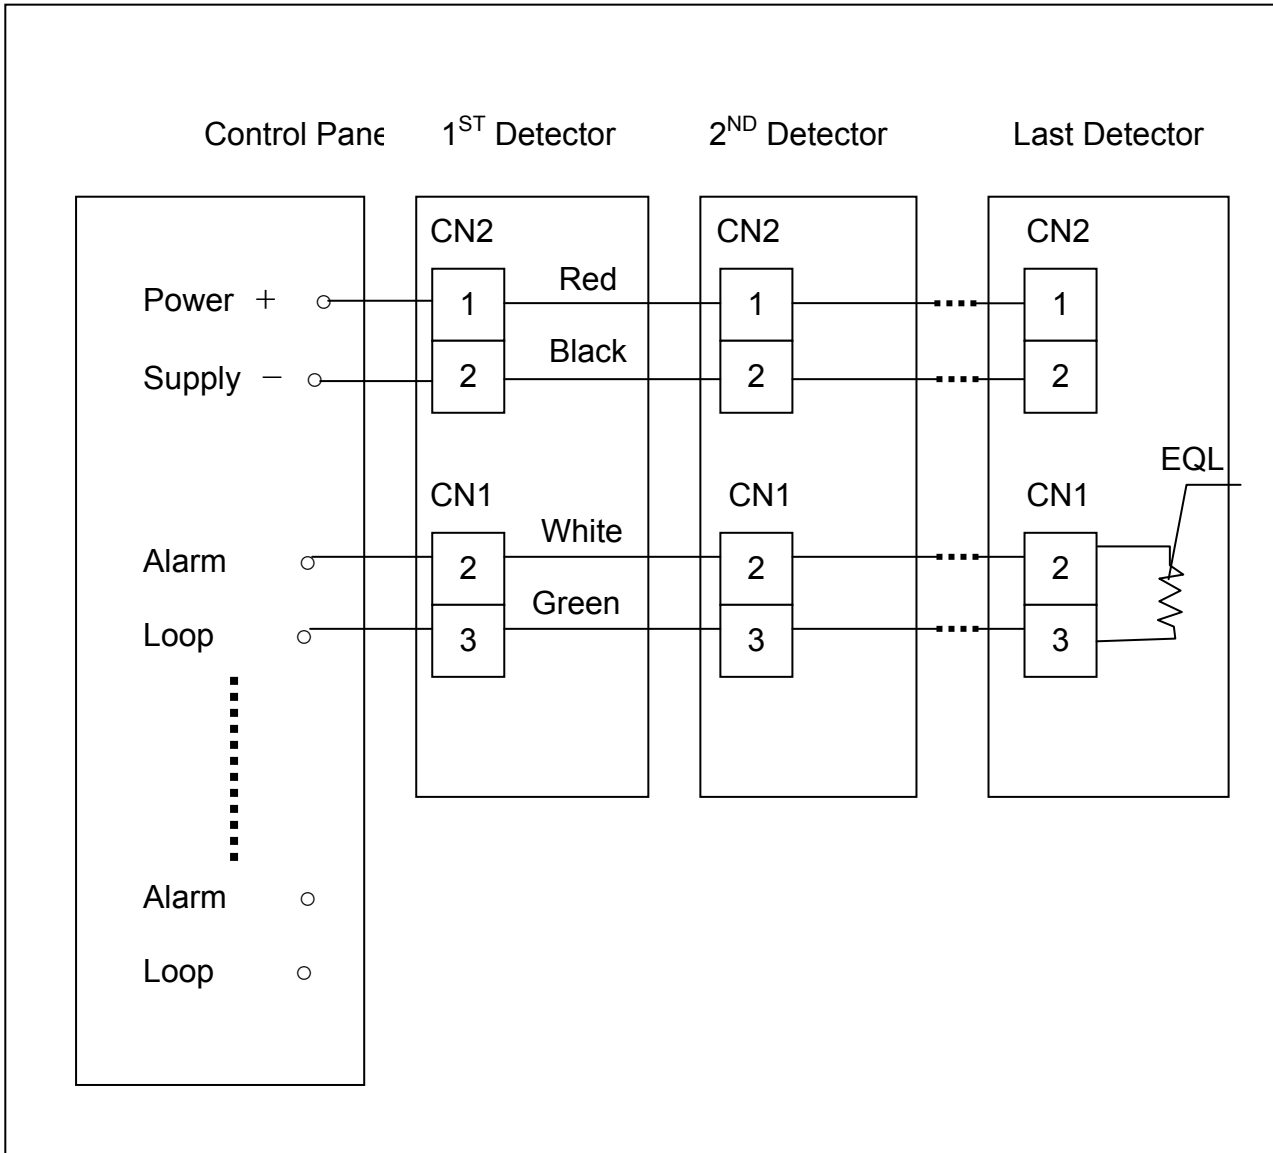 Control Pane
1ST Detector
2ND Detector
Last Detector
CN2
CN2
CN2
Power +
1
Red
1
1
Supply −
2
Black
2
2
EQL
CN1
CN1
CN1
Alarm
2
White
2
2
Loop
3
Green
3
3
Alarm
Loop